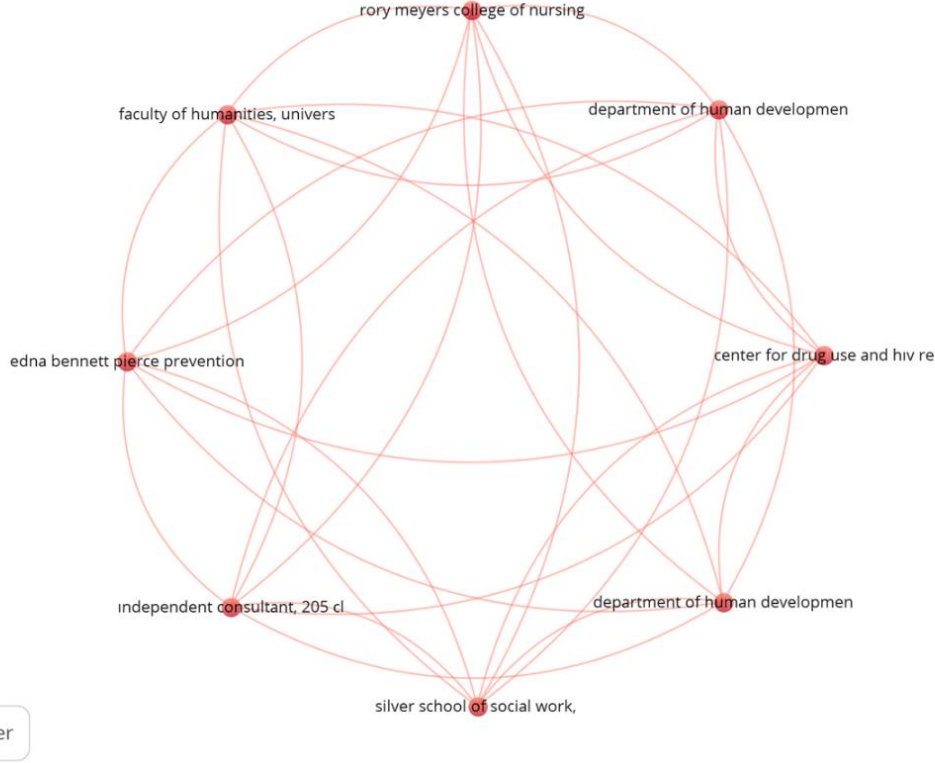 rory meyers college of nursing
faculty of humanities, univers
department of human developmen
edna bennett pierce prevention
center for drug use and hıv re
ındependent consultant, 205 cl
department of human developmen
silver school of social work,
er